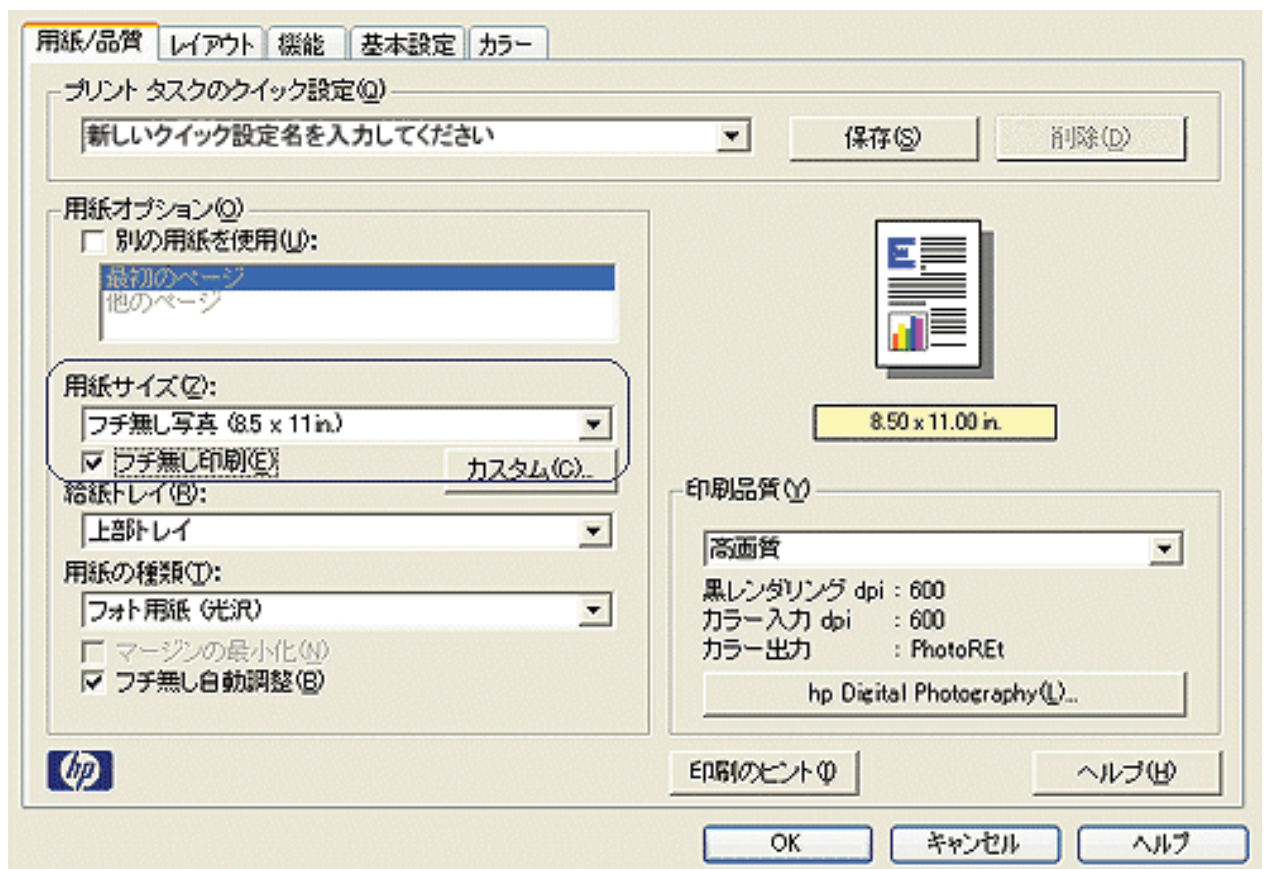 用紙/品質 レイアウト 機能 基本設定 カラー
プリント タスクのクイック設定(Q)
新しいクイック設定名を入力してください 保存(S) 削除(D)
用紙オプション(O)
別の用紙を使用(U):
最初のページ
他のページ
用紙サイズ(Z):
フチ無し写真 (8.5 x 11 in.)
フチ無し印刷(E) カスタム(C)...
給紙トレイ(R):
上部トレイ
用紙の種類(T):
フォト用紙 (光沢)
マージンの最小化(N)
フチ無し自動調整(B)
E
8.50 x 11.00 in.
印刷品質(Y)
高画質
黒レンダリング dpi : 600
カラー入力 dpi : 600
カラー出力 : PhotoREt
hp Digital Photography(L)...
hp
印刷のヒント(I) ヘルプ(H)
OK キャンセル ヘルプ